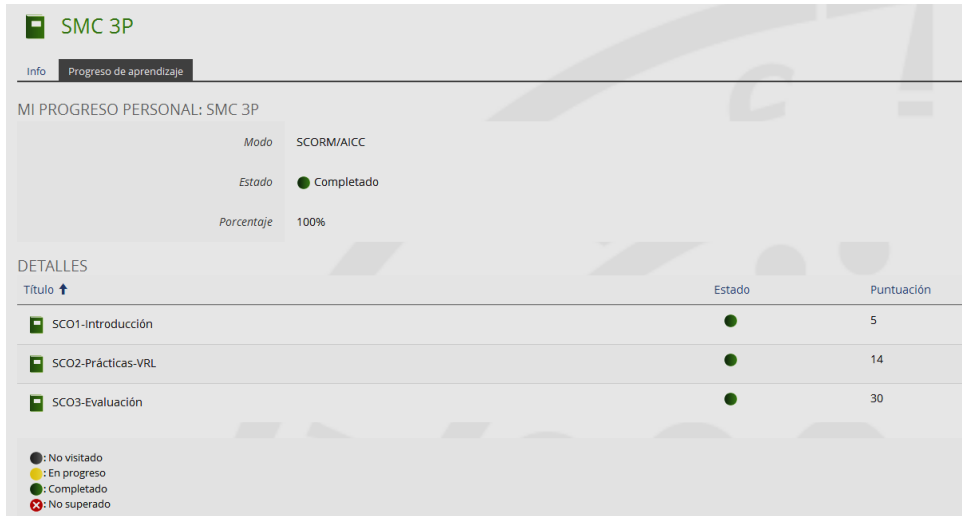 SMC 3P
Info Progreso de aprendizaje
MI PROGRESO PERSONAL: SMC 3P
Modo SCORM/AICC
Estado Completado
Porcentaje 100%
DETALLES
Título Estado Puntuación
SCO1-Introducción 5
SCO2-Prácticas-VRL 14
SCO3-Evaluación 30
: No visitado
: En progreso
: Completado
: No superado